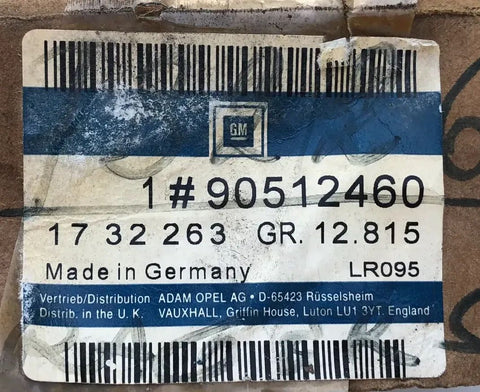 GM
1 # 90512460
17 32 263 GR. 12.815
Made in Germany LR095
Vertrieb/Distribution ADAM OPEL AG • D-65423 Rüsselsheim
Distrib. in the U. K. VAUXHALL, Griffin House, Luton LU1 3YT. England